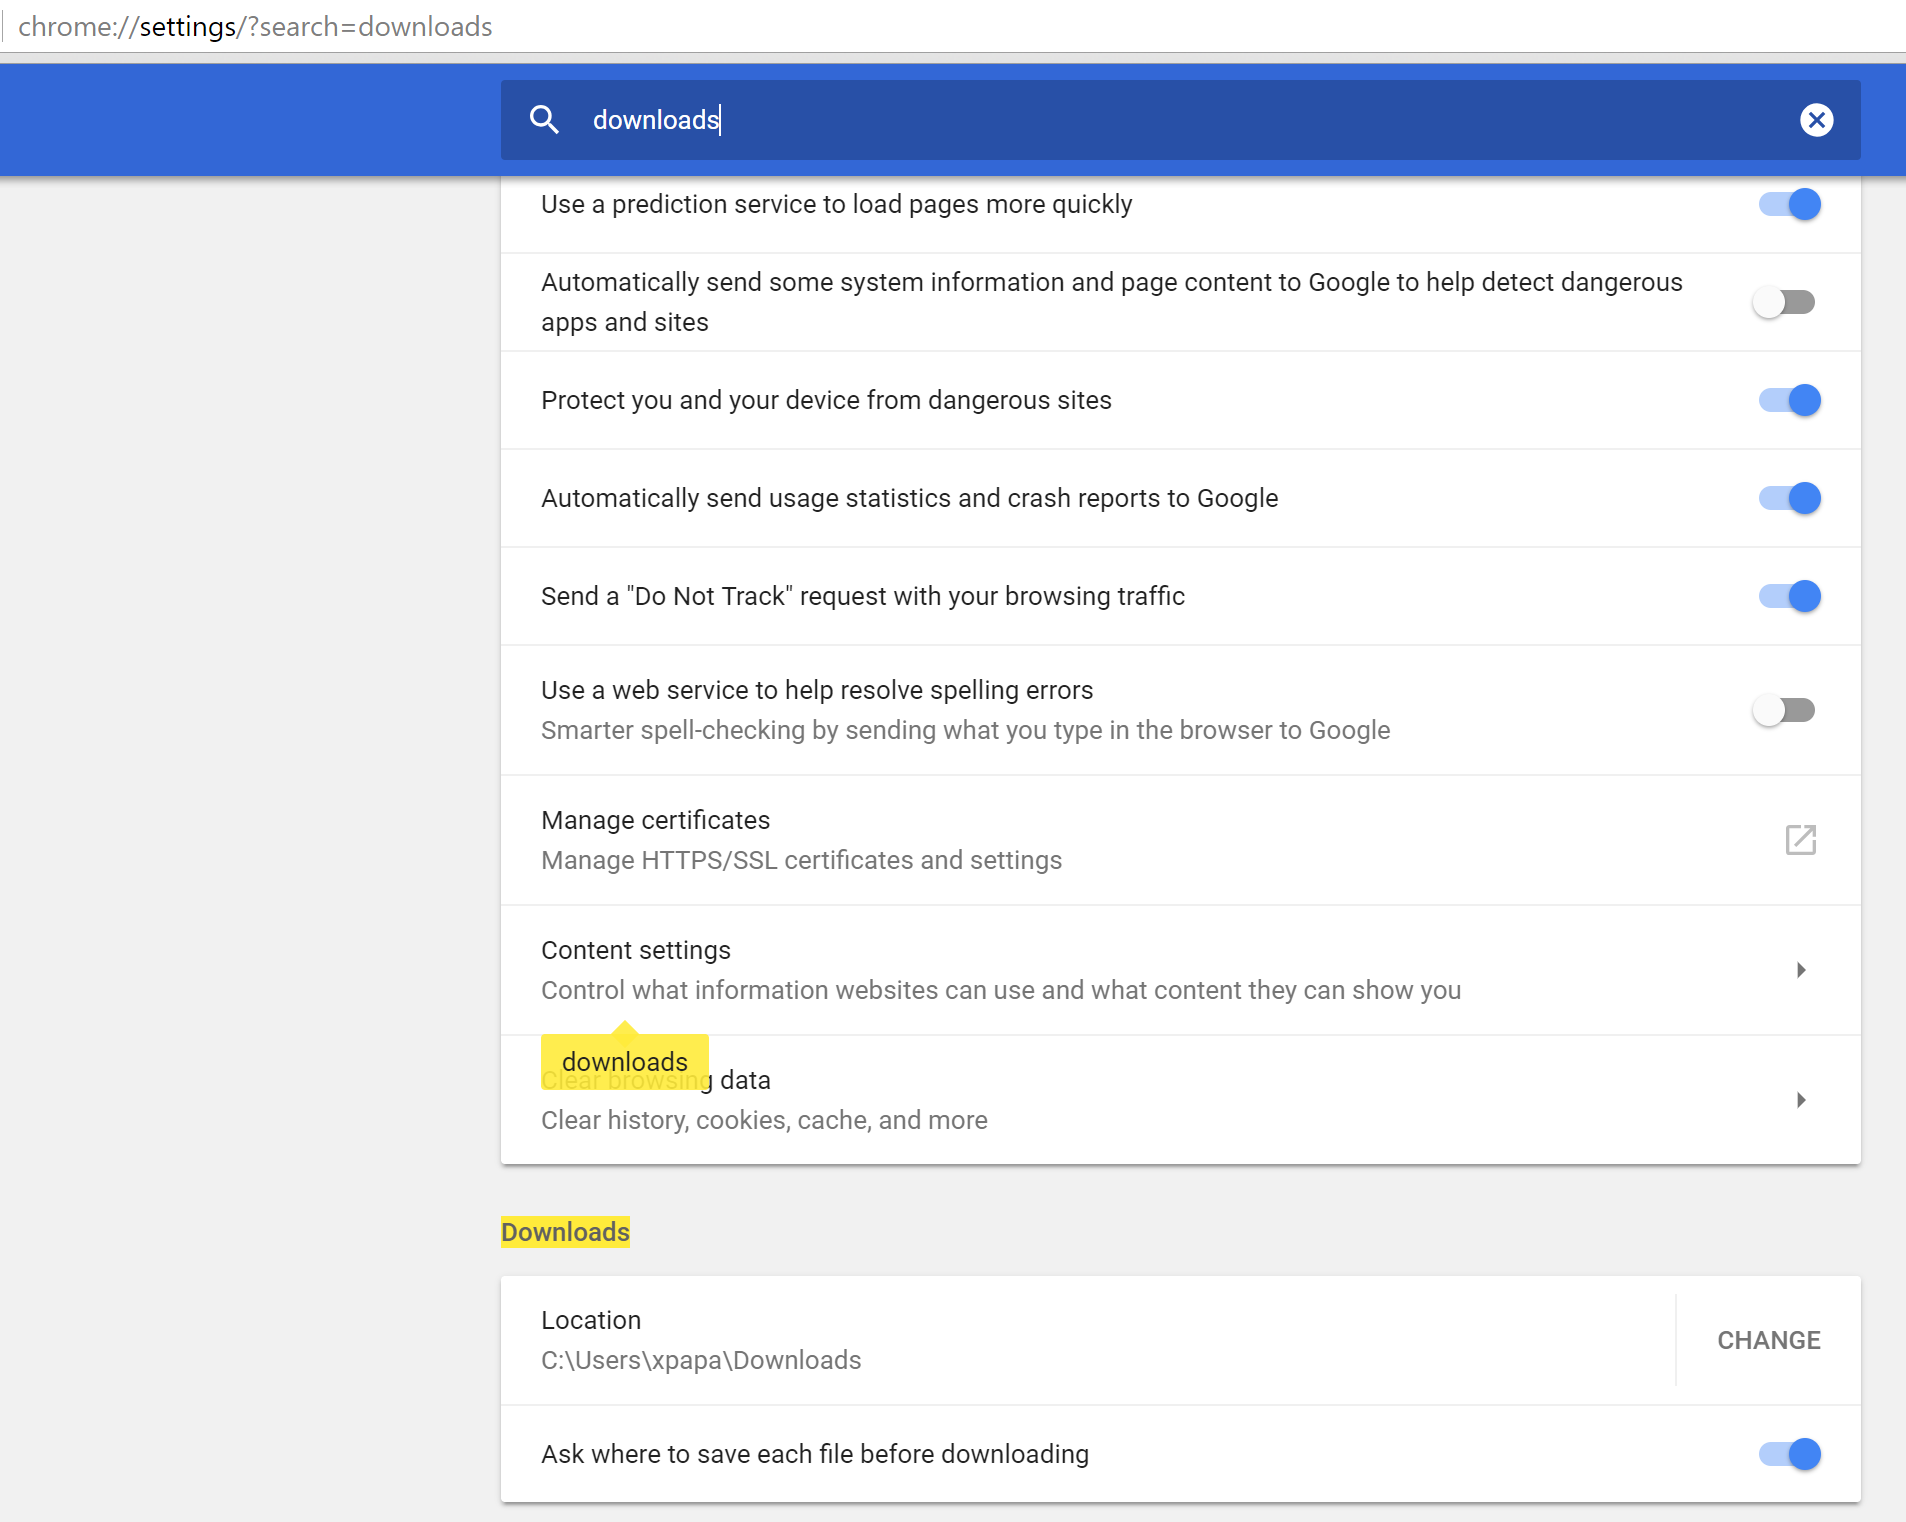 chrome://settings/?search=downloads
downloads
Use a prediction service to load pages more quickly
Automatically send some system information and page content to Google to help detect dangerous
apps and sites
Protect you and your device from dangerous sites
Automatically send usage statistics and crash reports to Google
Send a "Do Not Track" request with your browsing traffic
Use a web service to help resolve spelling errors
Smarter spell-checking by sending what you type in the browser to Google
Manage certificates
Manage HTTPS/SSL certificates and settings
Content settings
Control what information websites can use and what content they can show you
downloads
Clear browsing data
Clear history, cookies, cache, and more
Downloads
Location
C:\Users\xpapa\Downloads
CHANGE
Ask where to save each file before downloading